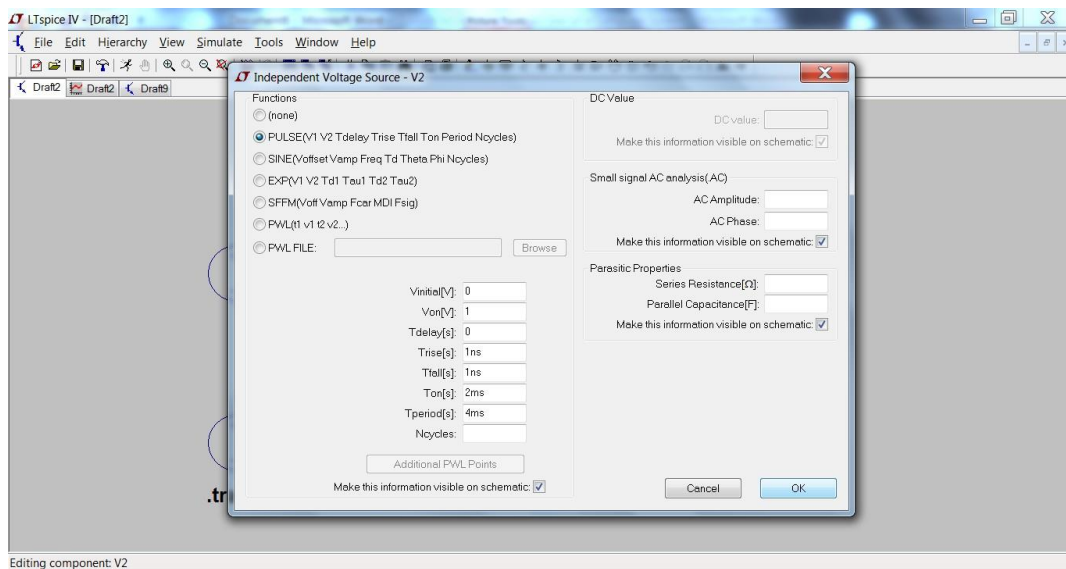 LTspice IV - [Draft2]
File Edit Hierarchy View Simulate Tools Window Help
Draft2 Draft2 Draft9
Independent Voltage Source - V2
Functions
(none)
PULSE(V1 V2 Tdelay Trise Tfall Ton Period Ncycles)
SINE(Voffset Vamp Freq Td Theta Phi Ncycles)
EXP(V1 V2 Td1 Tau1 Td2 Tau2)
SFFM(Voff Vamp Fcar MDI Fsig)
PWL(t1 v1 t2 v2...)
PWL FILE: Browse
Vinitial[V]: 0
Von[V]: 1
Tdelay[s]: 0
Trise[s]: 1ns
Tfall[s]: 1ns
Ton[s]: 2ms
Tperiod[s]: 4ms
Ncycles:
Additional PWL Points
Make this information visible on schematic:
DC Value
DC value:
Make this information visible on schematic:
Small signal AC analysis(.AC)
AC Amplitude:
AC Phase:
Make this information visible on schematic:
Parasitic Properties
Series Resistance[Ω]:
Parallel Capacitance[F]:
Make this information visible on schematic:
Cancel OK
.tr
Editing component: V2